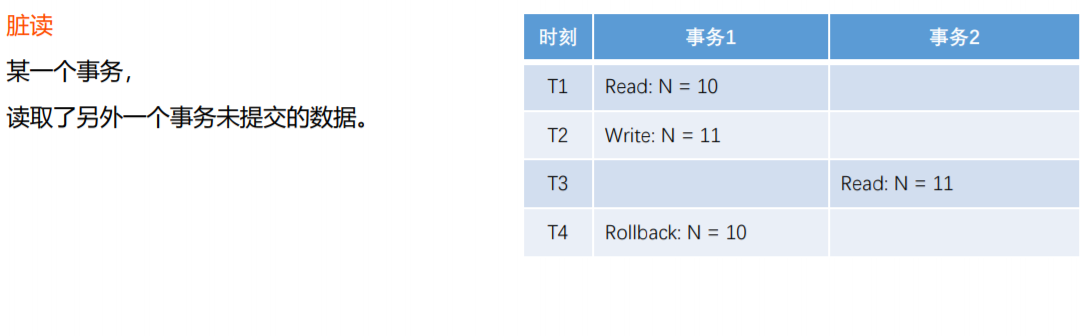 脏读
某一个事务，
读取了另外一个事务未提交的数据。
时刻 事务1 事务2
T1 Read: N = 10
T2 Write: N = 11
T3 Read: N = 11
T4 Rollback: N = 10